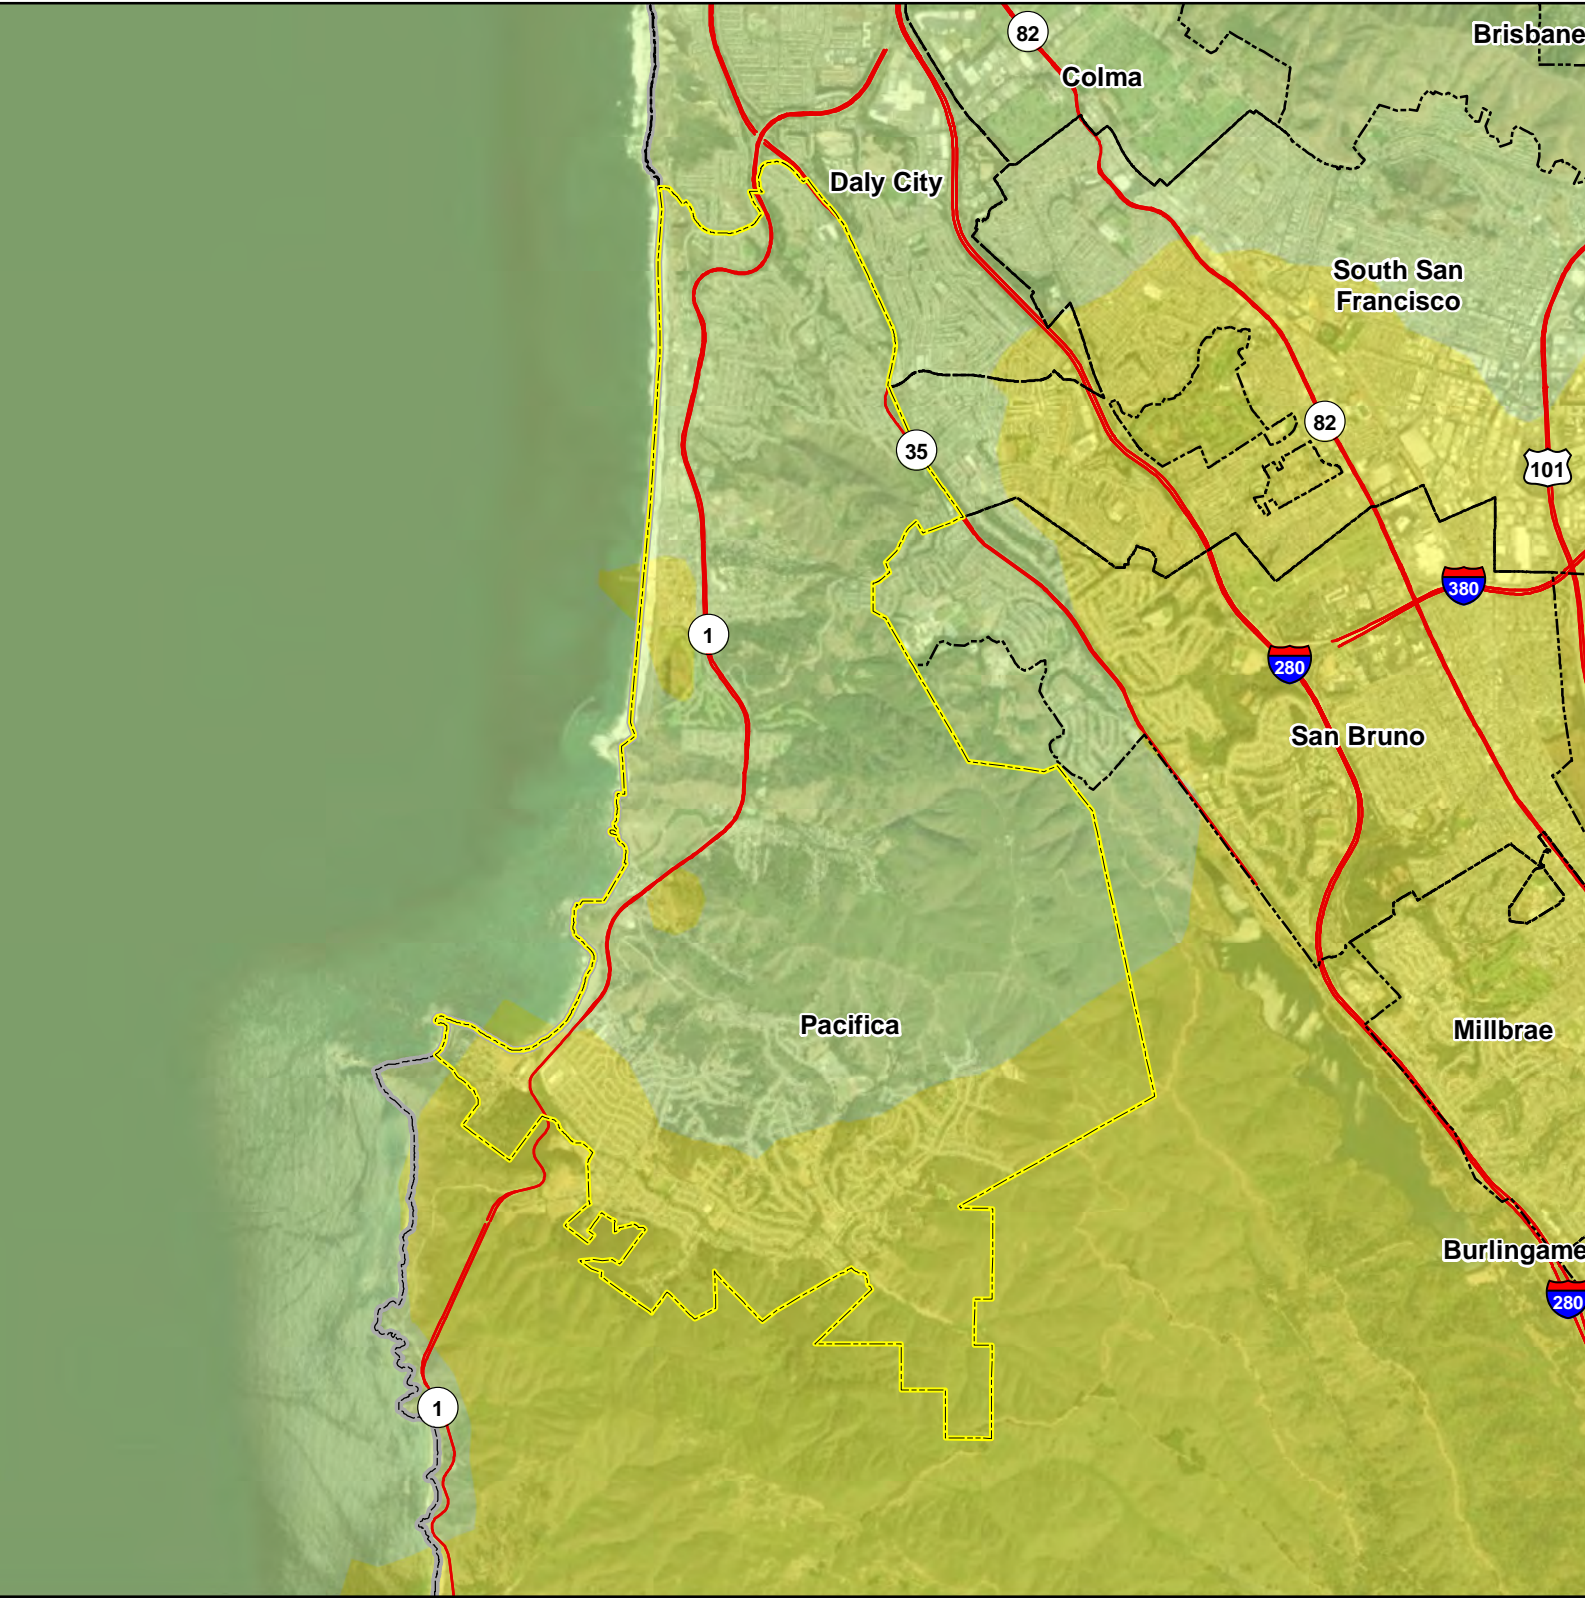 82
Brisbane
Colma
Daly City
South San
Francisco
82
35
101
380
1
280
San Bruno
Pacifica
Millbrae
Burlingame
280
1